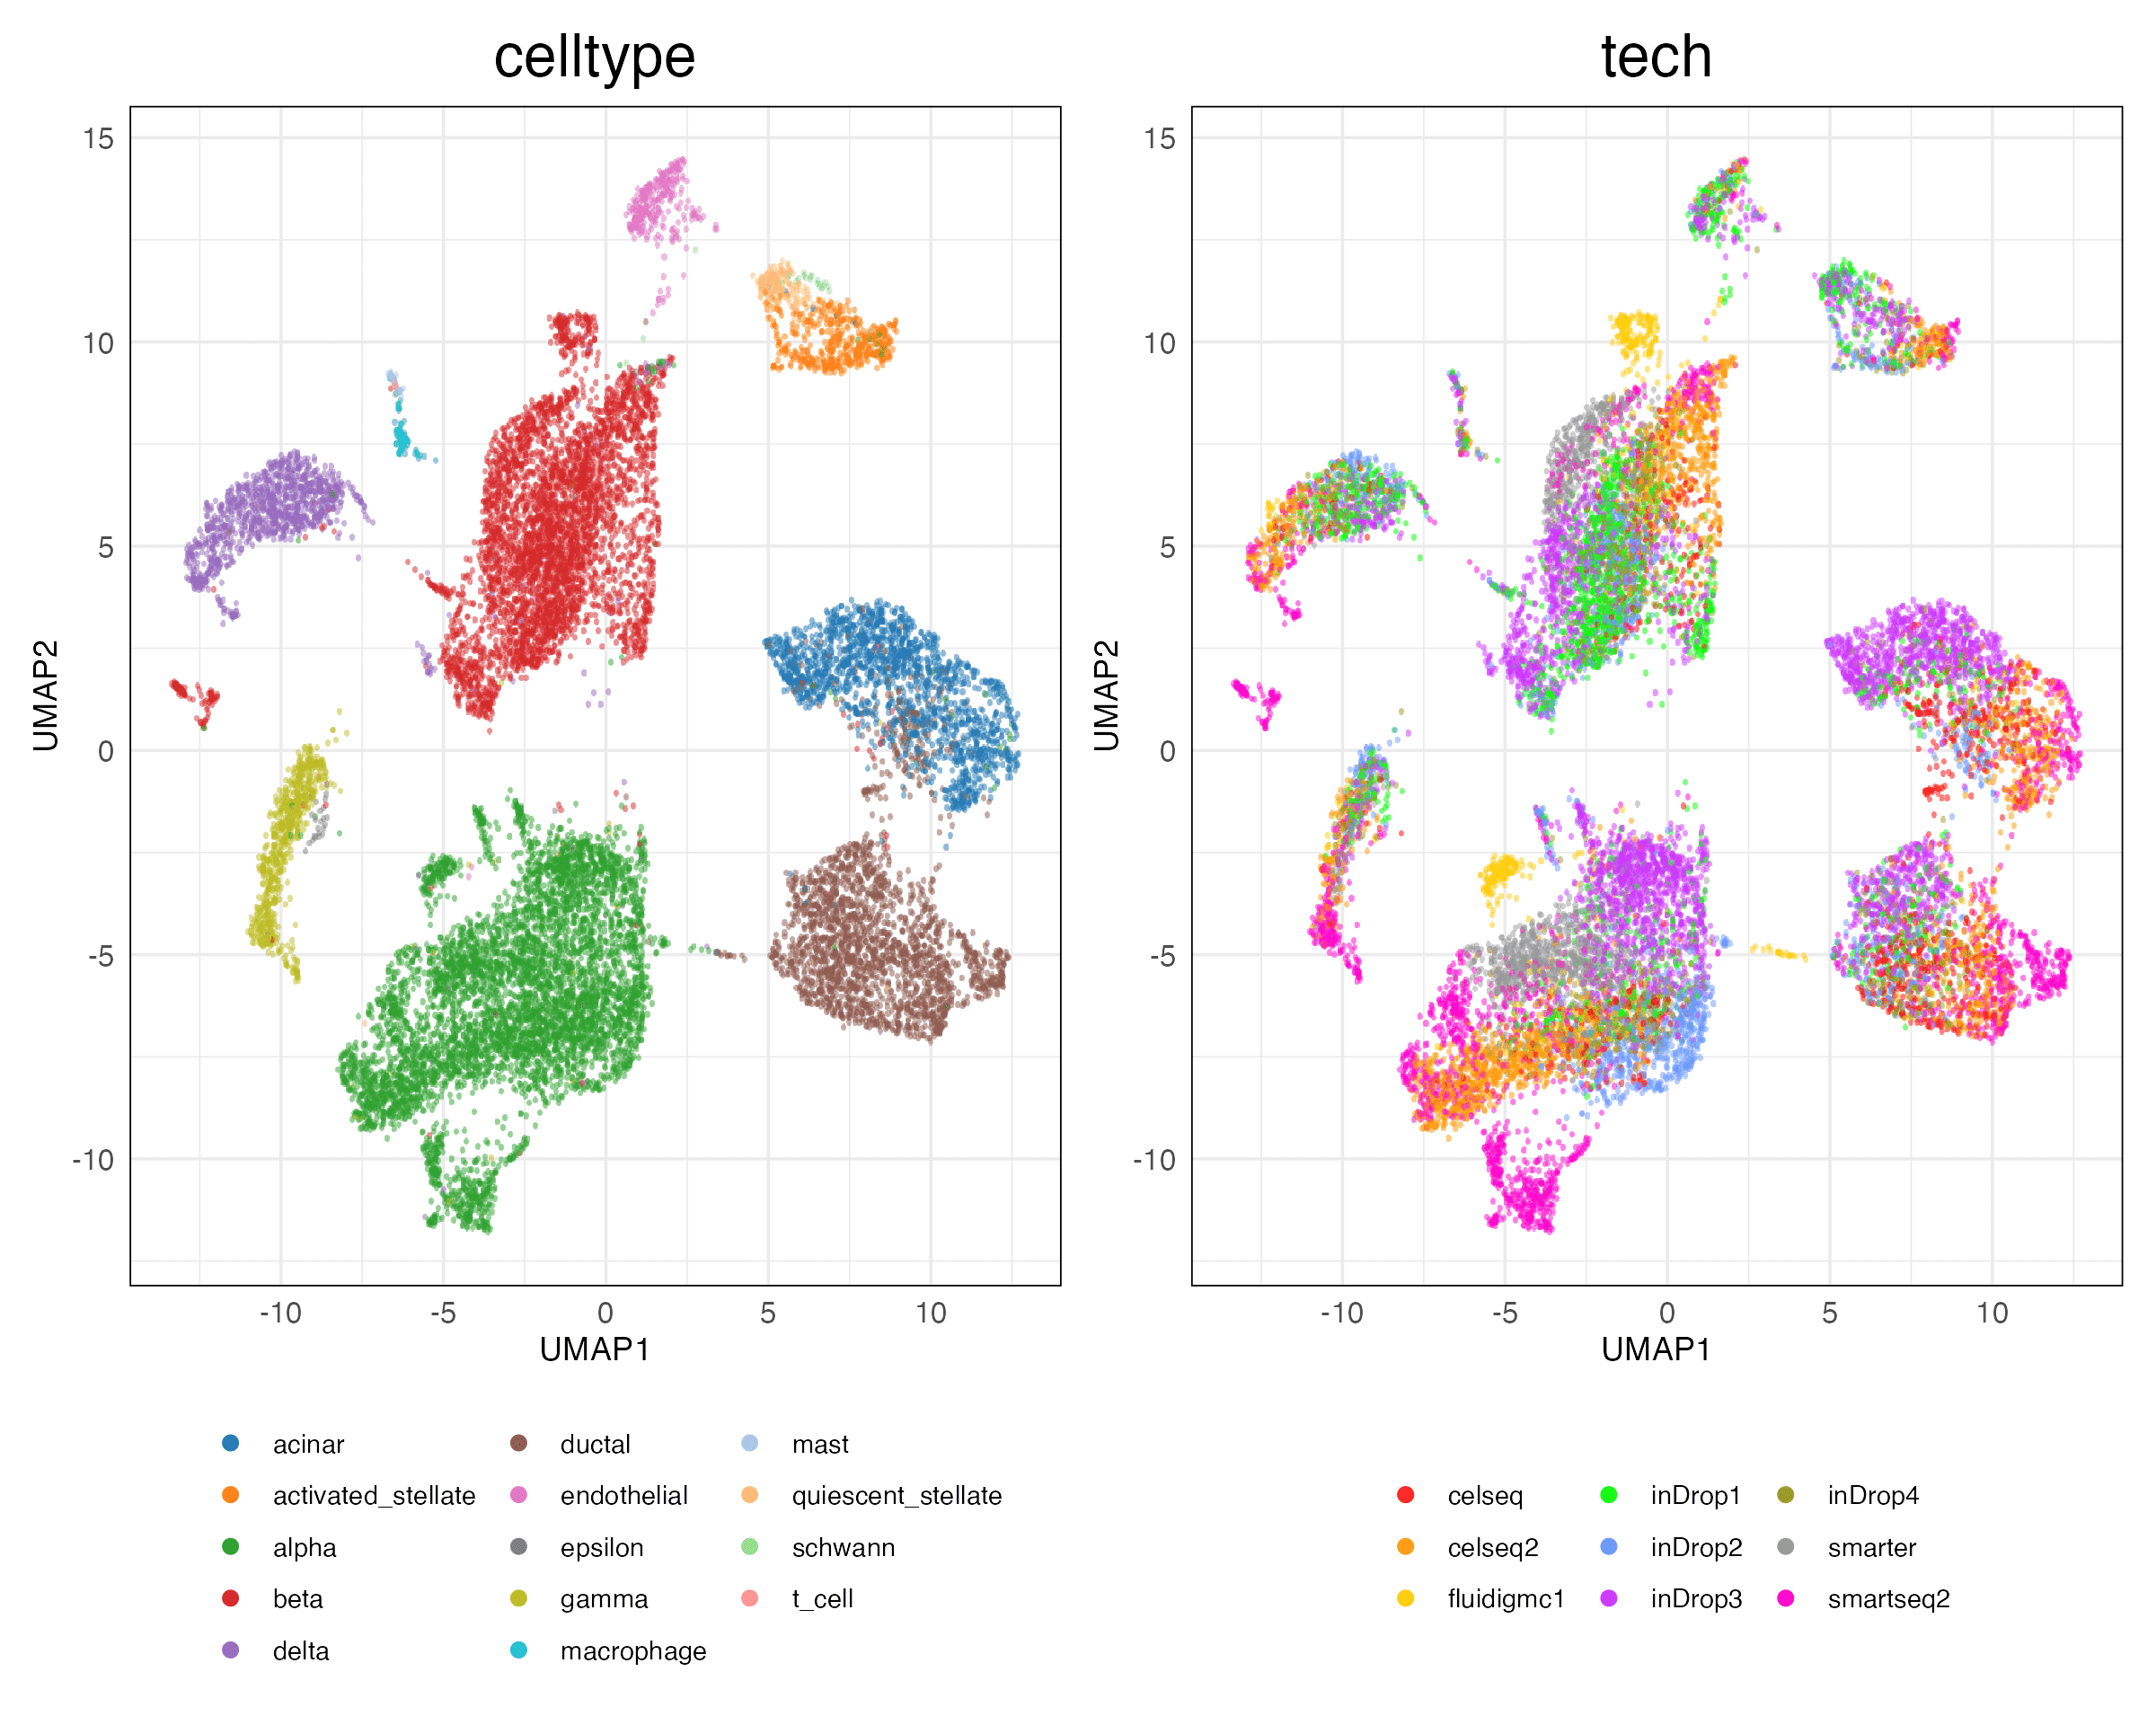 celltype
tech
15
10
5
0
-5
-10
UMAP2
-10 -5 0 5 10
UMAP1
15
10
5
0
-5
-10
UMAP2
-10 -5 0 5 10
UMAP1
acinar ductal mast
activated_stellate endothelial quiescent_stellate
alpha epsilon schwann
beta gamma t_cell
delta macrophage
celseq inDrop1 inDrop4
celseq2 inDrop2 smarter
fluidigmc1 inDrop3 smartseq2